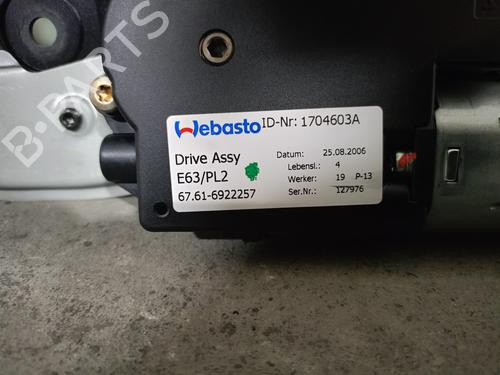 Webasto ID-Nr: 1704603A
Drive Assy
E63/PL2
67.61-6922257
Datum: 25.08.2006
Lebensl.: 4
Werker: 19 P-13
Ser.Nr.: 127976
B-PARTS